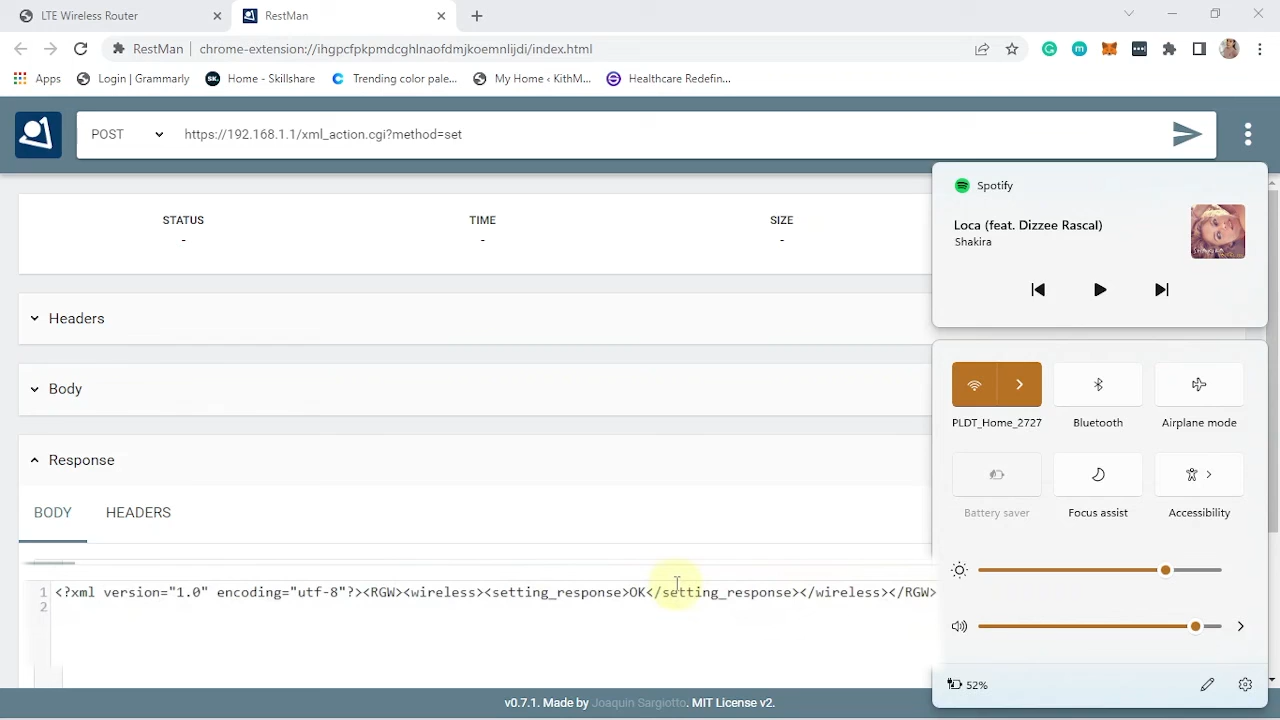 LTE Wireless Router
RestMan
RestMan
chrome-extension://ihgpcfpkpmdcghlnaofdmjkoemnlijdi/index.html
Apps
Login | Grammarly
SK.
Home - Skillshare
Trending color pale...
My Home ‹ KithM...
Healthcare Redefin...
POST
https://192.168.1.1/xml_action.cgi?method=set
STATUS
TIME
SIZE
-
-
-
Headers
Body
Response
BODY
HEADERS
1 <?xml version="1.0" encoding="utf-8"?><RGW><wireless><setting_response>OK</setting_response></wireless></RGW>
2
v0.7.1. Made by Joaquin Sargiotto. MIT License v2.
Spotify
Loca (feat. Dizzee Rascal)
Shakira
SHAKIRA
PLDT_Home_2727
Bluetooth
Airplane mode
Battery saver
Focus assist
Accessibility
52%